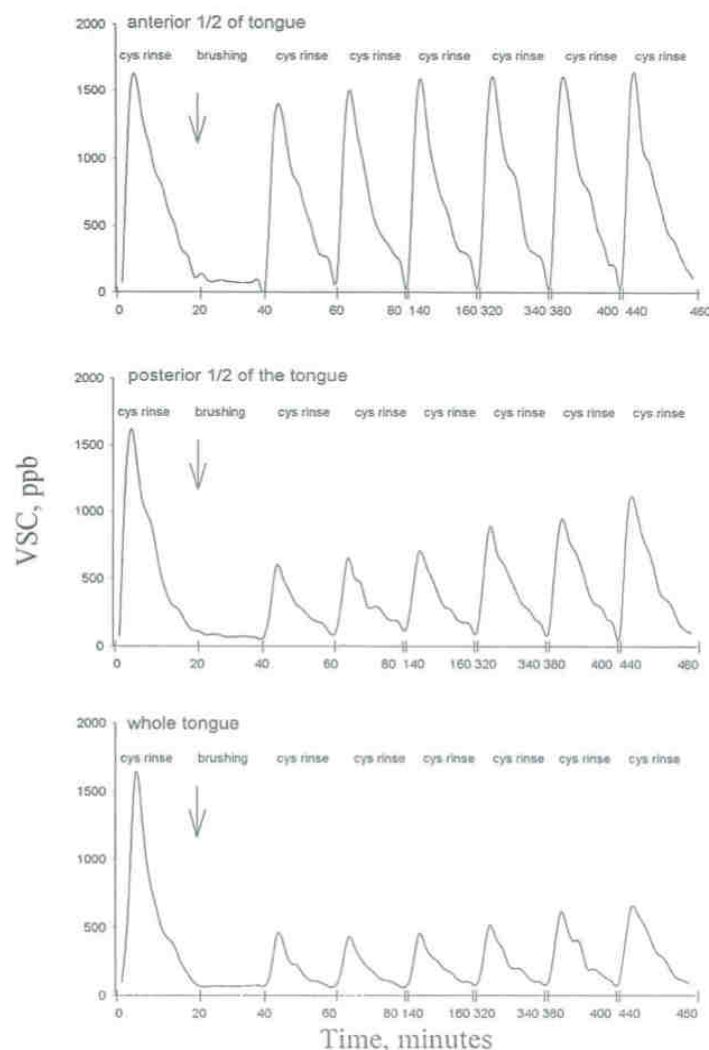 2000 anterior 1/2 of tongue
cys rinse brushing cys rinse cys rinse cys rinse cys rinse cys rinse cys rinse
1500
1000
500
0
0 20 40 60 80 140 160 320 340 380 400 440 460
2000 posterior 1/2 of the tongue
cys rinse brushing cys rinse cys rinse cys rinse cys rinse cys rinse cys rinse
1500
1000
500
0
0 20 40 60 80 140 160 320 340 380 400 440 460
VSC, ppb
2000 whole tongue
cys rinse brushing cys rinse cys rinse cys rinse cys rinse cys rinse cys rinse
1500
1000
500
0
0 20 40 60 80 140 160 320 340 380 400 440 460
Time, minutes